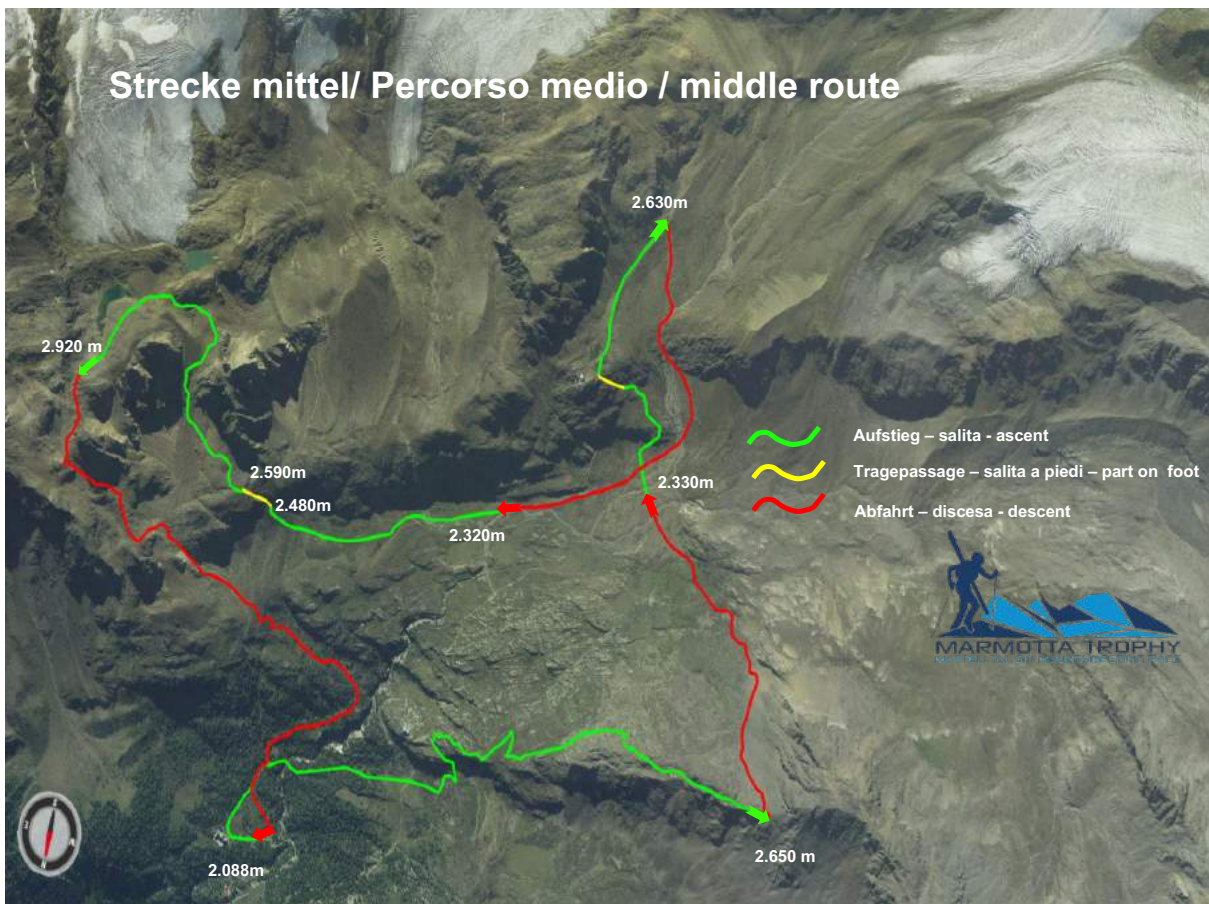 Strecke mittel/ Percorso medio / middle route
2.630m
2.920 m
Aufstieg – salita - ascent
2.590m
Tragepassage – salita a piedi – part on foot
2.480m
2.330m
Abfahrt – discesa - descent
2.320m
MARMOTTA TROPHY
2.088m
2.650 m